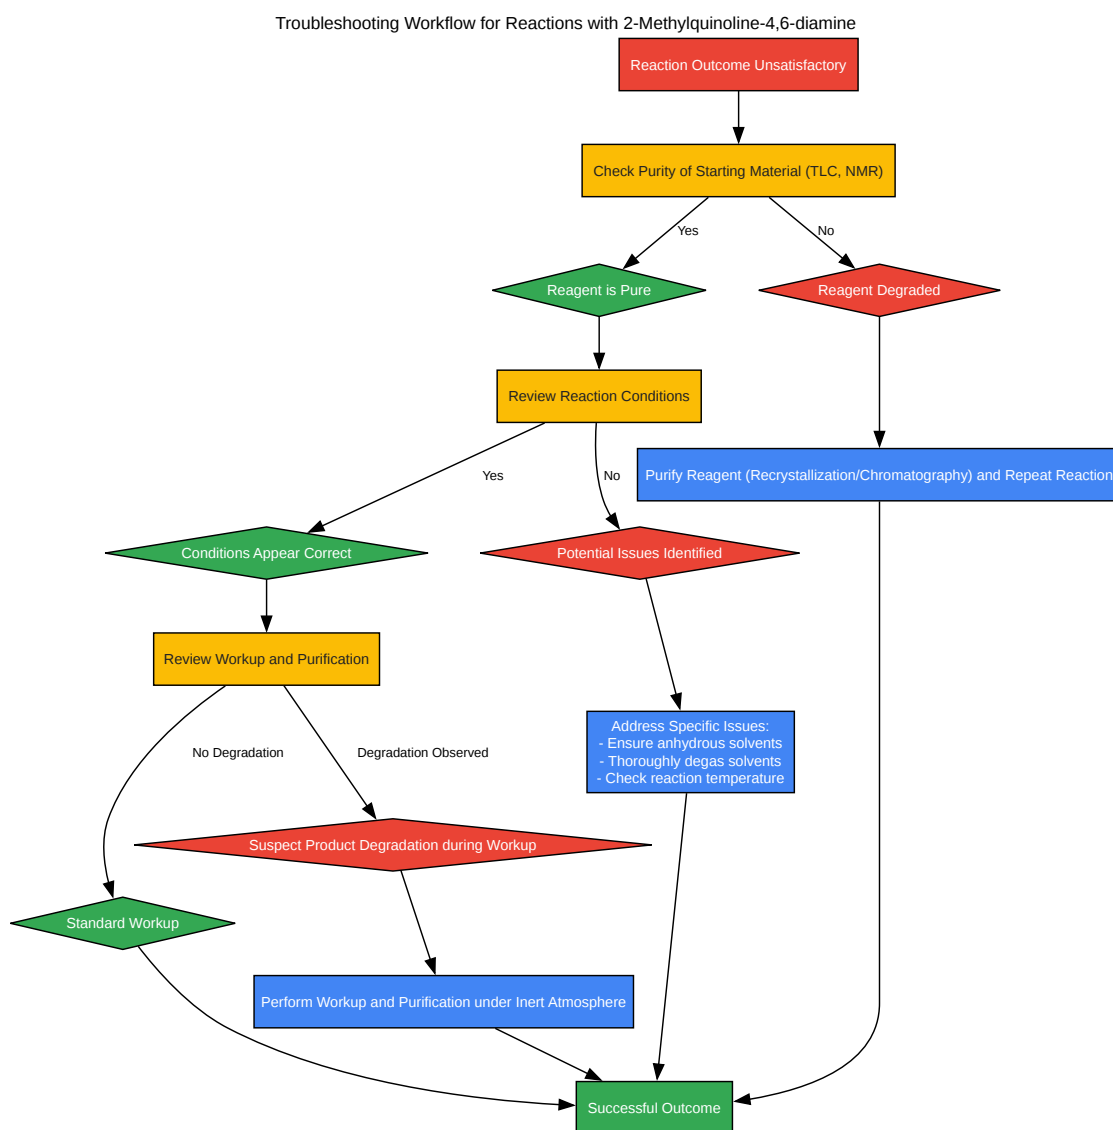 Troubleshooting Workflow for Reactions with 2-Methylquinoline-4,6-diamine
Reaction Outcome Unsatisfactory
Check Purity of Starting Material (TLC, NMR)
Yes
No
Reagent is Pure
Reagent Degraded
Review Reaction Conditions
Yes
No
Purify Reagent (Recrystallization/Chromatography) and Repeat Reaction
Conditions Appear Correct
Potential Issues Identified
Review Workup and Purification
Address Specific Issues:
- Ensure anhydrous solvents
- Thoroughly degas solvents
- Check reaction temperature
No Degradation
Degradation Observed
Suspect Product Degradation during Workup
Standard Workup
Perform Workup and Purification under Inert Atmosphere
Successful Outcome